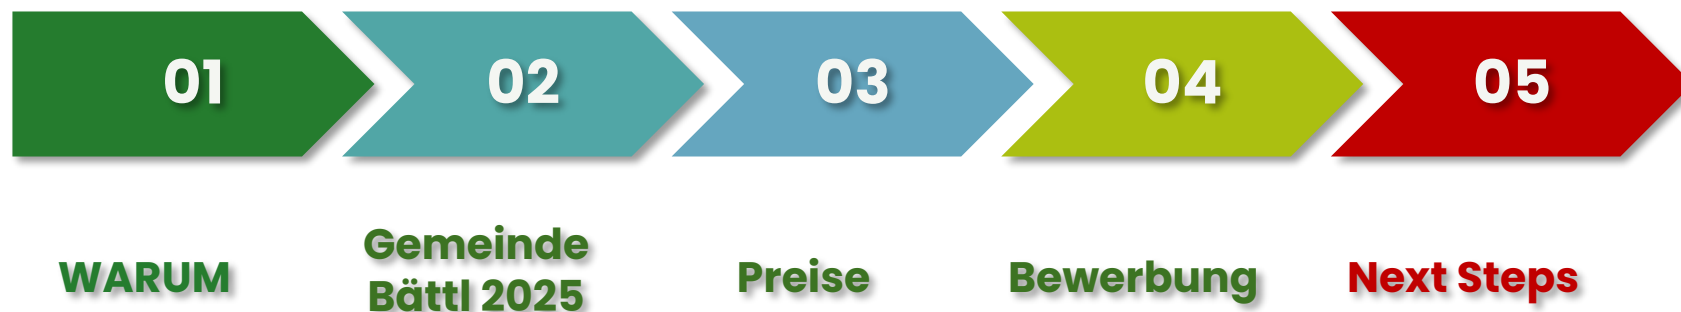 01
02
03
04
05
WARUM
Gemeinde
Bättl 2025
Preise
Bewerbung
Next Steps